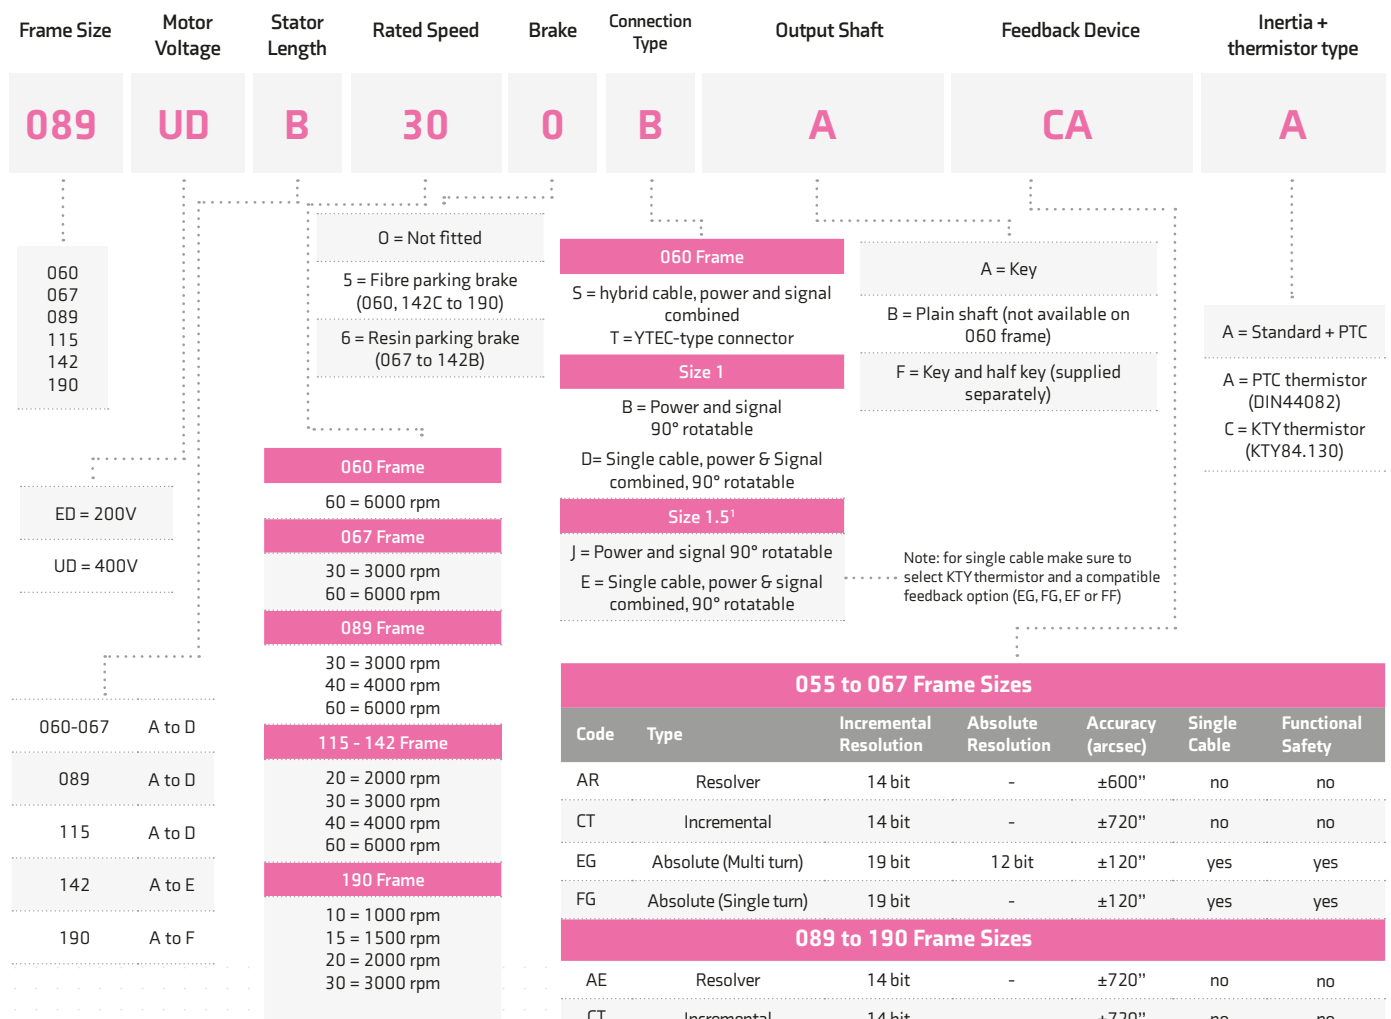 Frame Size
Motor
Voltage
Stator
Length
Rated Speed
Brake
Connection
Type
Output Shaft
Feedback Device
Inertia +
thermistor type
089
UD
B
30
0
B
A
CA
A
060
067
089
115
142
190
ED = 200V
UD = 400V
060-067 A to D
089 A to D
115 A to D
142 A to E
190 A to F
0 = Not fitted
5 = Fibre parking brake
(060, 142C to 190)
6 = Resin parking brake
(067 to 142B)
060 Frame
60 = 6000 rpm
067 Frame
30 = 3000 rpm
60 = 6000 rpm
089 Frame
30 = 3000 rpm
40 = 4000 rpm
60 = 6000 rpm
115 - 142 Frame
20 = 2000 rpm
30 = 3000 rpm
40 = 4000 rpm
60 = 6000 rpm
190 Frame
10 = 1000 rpm
15 = 1500 rpm
20 = 2000 rpm
30 = 3000 rpm
060 Frame
S = hybrid cable, power and signal
combined
T = YTEC-type connector
Size 1
B = Power and signal
90° rotatable
D= Single cable, power & Signal
combined, 90° rotatable
Size 1.5¹
J = Power and signal 90° rotatable
E = Single cable, power & signal
combined, 90° rotatable
A = Key
B = Plain shaft (not available on
060 frame)
F = Key and half key (supplied
separately)
Note: for single cable make sure to
select KTY thermistor and a compatible
feedback option (EG, FG, EF or FF)
A = Standard + PTC
A = PTC thermistor
(DIN44082)
C = KTY thermistor
(KTY84.130)
055 to 067 Frame Sizes
Code Type Incremental Resolution Absolute Resolution Accuracy (arcsec) Single Cable Functional Safety
AR Resolver 14 bit - ±600” no no
CT Incremental 14 bit - ±720” no no
EG Absolute (Multi turn) 19 bit 12 bit ±120” yes yes
FG Absolute (Single turn) 19 bit - ±120” yes yes
089 to 190 Frame Sizes
AE Resolver 14 bit - ±720” no no
CT Incremental 14 bit - ±720” no no